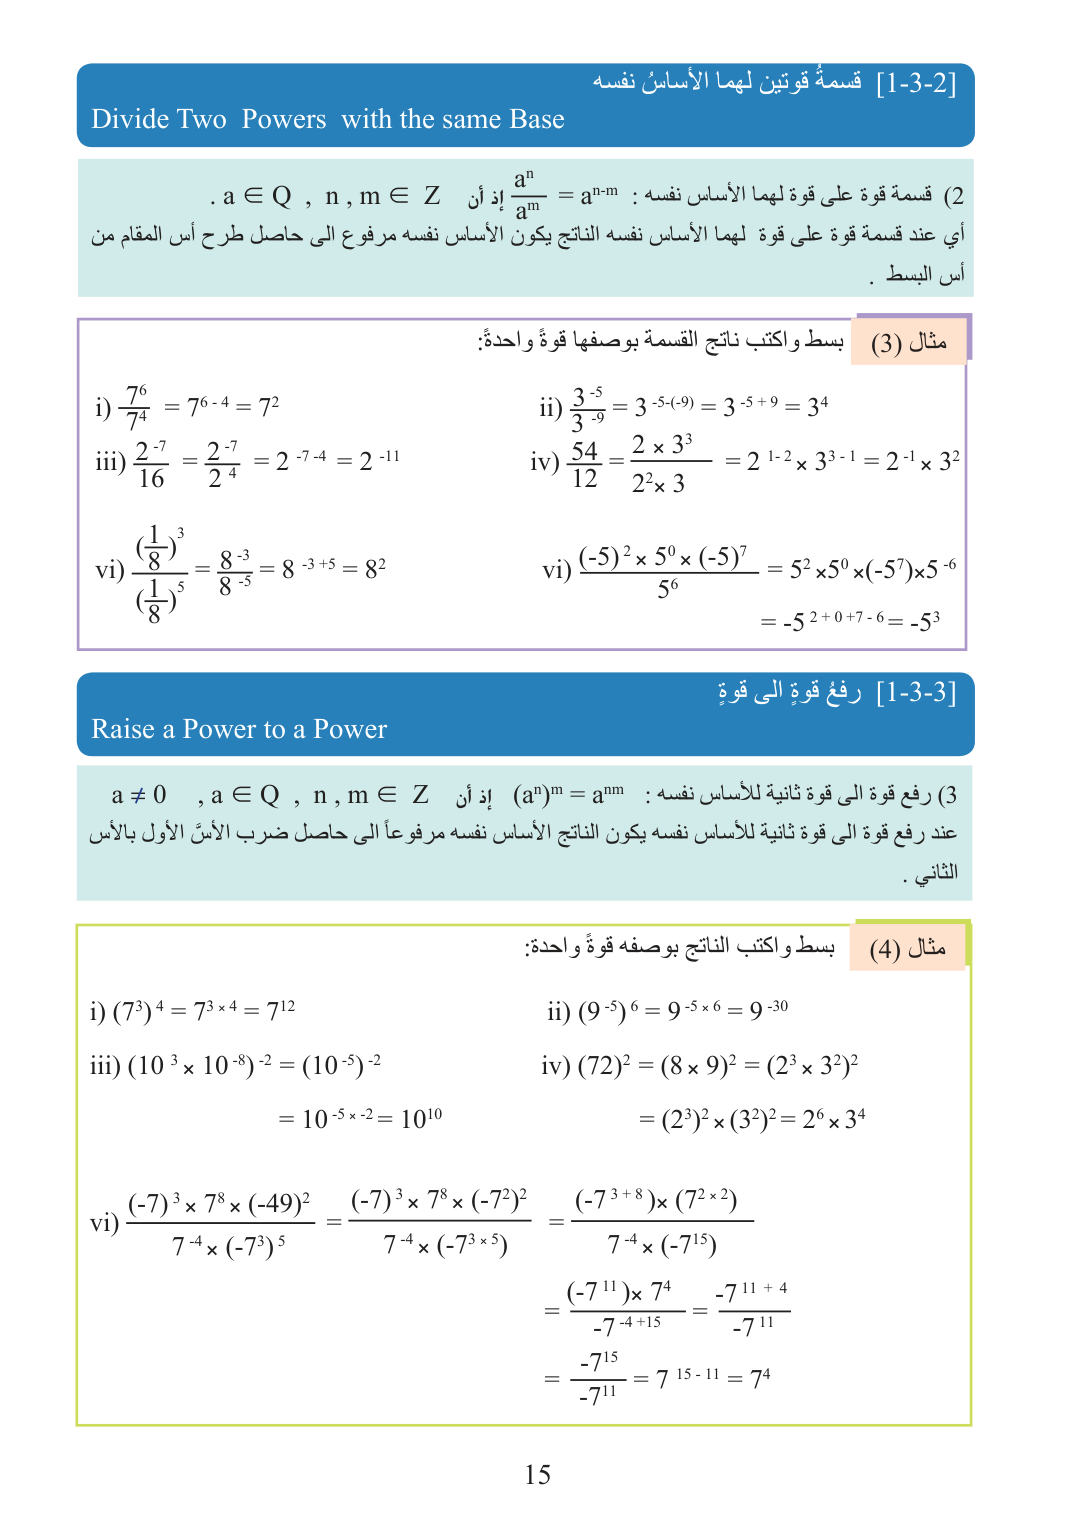 [1-3-2] قسمةُ قوتين لهما الأساسُ نفسه
Divide Two Powers with the same Base
2) قسمة قوة على قوة لهما الأساس نفسه : aⁿ/aᵐ = aⁿ⁻ᵐ إذ أن a ∈ Q , n , m ∈ Z .
أي عند قسمة قوة على قوة لهما الأساس نفسه الناتج يكون الأساس نفسه مرفوع الى حاصل طرح أس المقام من
أس البسط .
مثال (3) بسط واكتب ناتج القسمة بوصفها قوةً واحدةً:
i) 7⁶/7⁴ = 7⁶⁻⁴ = 7² ii) 3⁻⁵/3⁻⁹ = 3⁻⁵⁻⁽⁻⁹⁾ = 3⁻⁵⁺⁹ = 3⁴
iii) 2⁻⁷/16 = 2⁻⁷/2⁴ = 2⁻⁷⁻⁴ = 2⁻¹¹ iv) 54/12 = (2 × 3³)/(2² × 3) = 2¹⁻² × 3³⁻¹ = 2⁻¹ × 3²
vi) (1/8)³/(1/8)⁵ = 8⁻³/8⁻⁵ = 8⁻³⁺⁵ = 8² vi) (-5)² × 5⁰ × (-5)⁷/5⁶ = 5² ×5⁰ ×(-5⁷)×5⁻⁶
= -5²⁺⁰⁺⁷⁻⁶ = -5³
[1-3-3] رفعُ قوةٍ الى قوةٍ
Raise a Power to a Power
3) رفع قوة الى قوة ثانية للأساس نفسه : (aⁿ)ᵐ = aⁿᵐ إذ أن a ≠ 0 , a ∈ Q , n , m ∈ Z
عند رفع قوة الى قوة ثانية للأساس نفسه يكون الناتج الأساس نفسه مرفوعاً الى حاصل ضرب الأسَّ الأول بالأس
الثاني .
مثال (4) بسط واكتب الناتج بوصفه قوةً واحدة:
i) (7³)⁴ = 7³ˣ⁴ = 7¹² ii) (9⁻⁵)⁶ = 9⁻⁵ˣ⁶ = 9⁻³⁰
iii) (10³ × 10⁻⁸)⁻² = (10⁻⁵)⁻² iv) (72)² = (8 × 9)² = (2³ × 3²)²
= 10⁻⁵ˣ⁻² = 10¹⁰ = (2³)² × (3²)² = 2⁶ × 3⁴
vi) (-7)³ × 7⁸ × (-49)²/7⁻⁴ × (-7³)⁵ = (-7)³ × 7⁸ × (-7²)²/7⁻⁴ × (-7³ˣ⁵) = (-7³⁺⁸)× (7²ˣ²)/7⁻⁴ × (-7¹⁵)
= (-7¹¹)× 7⁴/-7⁻⁴⁺¹⁵ = -7¹¹⁺⁴/-7¹¹
= -7¹⁵/-7¹¹ = 7¹⁵⁻¹¹ = 7⁴
15